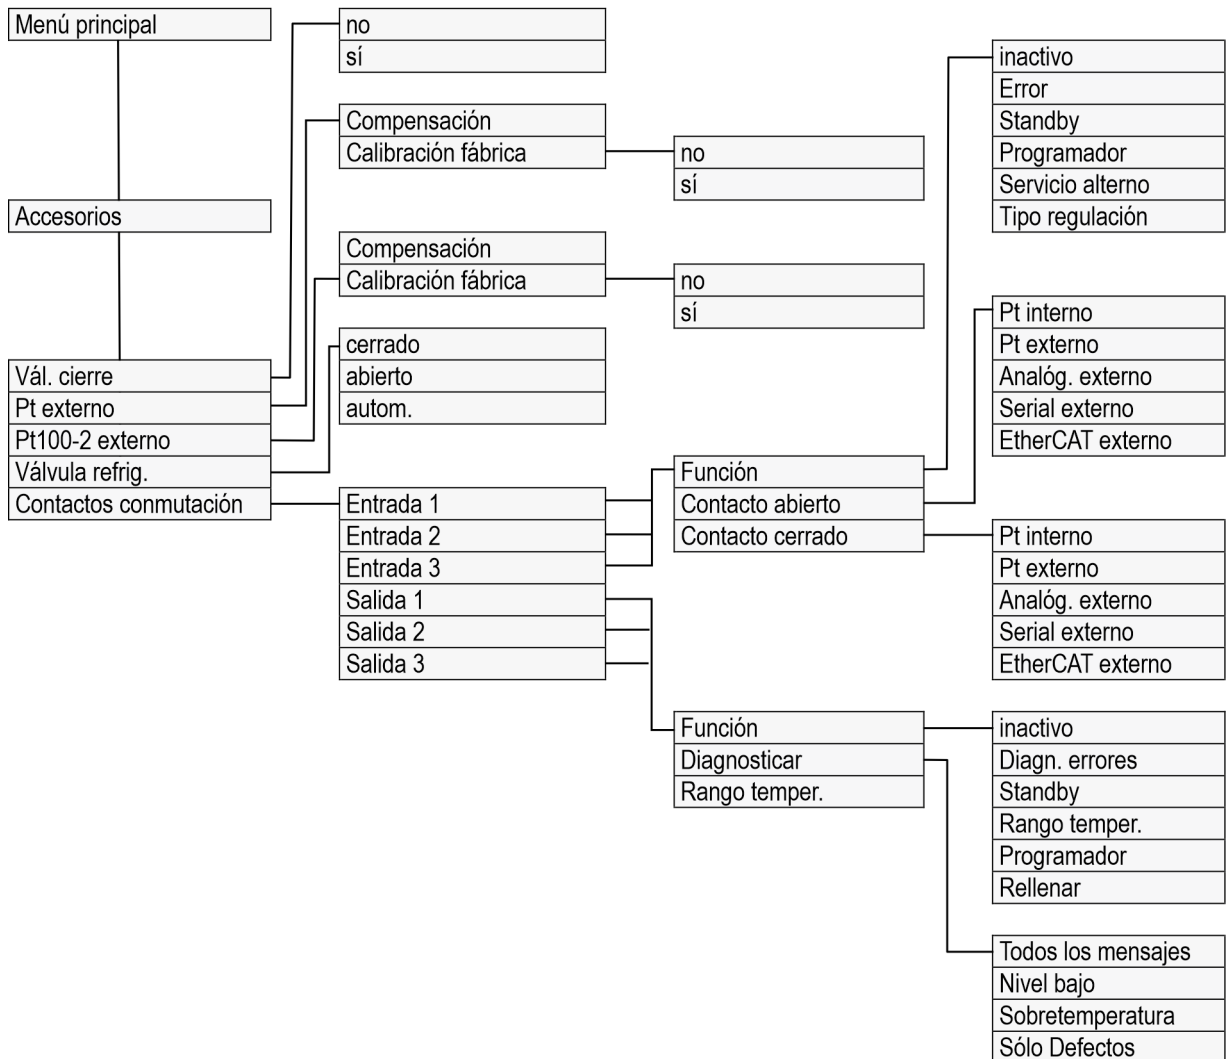 Menú principal
Accesorios
Vál. cierre
Pt externo
Pt100-2 externo
Válvula refrig.
Contactos conmutación
no
sí
Compensación
Calibración fábrica
Compensación
Calibración fábrica
cerrado
abierto
autom.
Entrada 1
Entrada 2
Entrada 3
Salida 1
Salida 2
Salida 3
no
sí
no
sí
Función
Contacto abierto
Contacto cerrado
Función
Diagnosticar
Rango temper.
inactivo
Error
Standby
Programador
Servicio alterno
Tipo regulación
Pt interno
Pt externo
Analóg. externo
Serial externo
EtherCAT externo
Pt interno
Pt externo
Analóg. externo
Serial externo
EtherCAT externo
inactivo
Diagn. errores
Standby
Rango temper.
Programador
Rellenar
Todos los mensajes
Nivel bajo
Sobretemperatura
Sólo Defectos